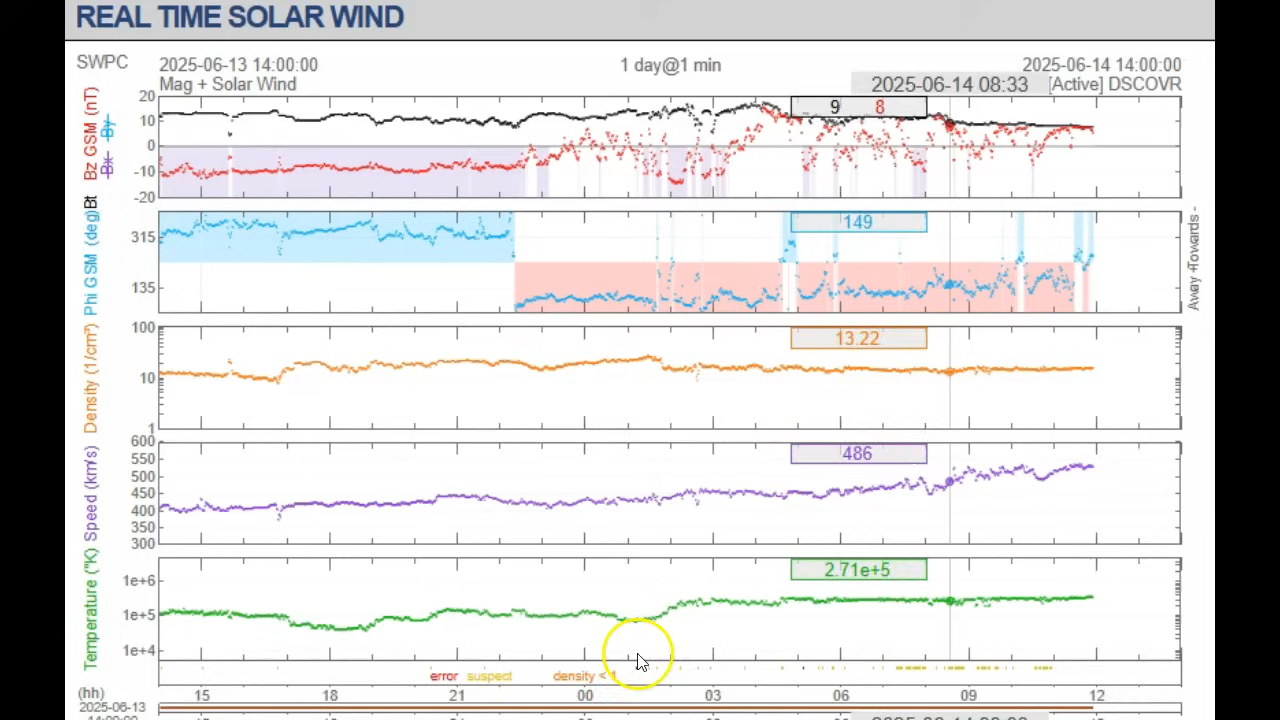 REAL TIME SOLAR WIND
SWPC 2025-06-13 14:00:00 1 day@1 min 2025-06-14 14:00:00
Mag + Solar Wind 2025-06-14 08:33 [Active] DSCOVR
Bz GSM (nT)
Bx By
Bt
20
10
0
-10
-20
9 8
Phi GSM (deg)
315
135
149
Away + Towards -
Density (1/cm³)
100
10
1
13.22
Speed (km/s)
600
550
500
450
400
350
300
486
Temperature (°K)
1e+6
1e+5
1e+4
2.71e+5
error suspect density <
(hh) 15 18 21 00 03 06 09 12
2025-06-13